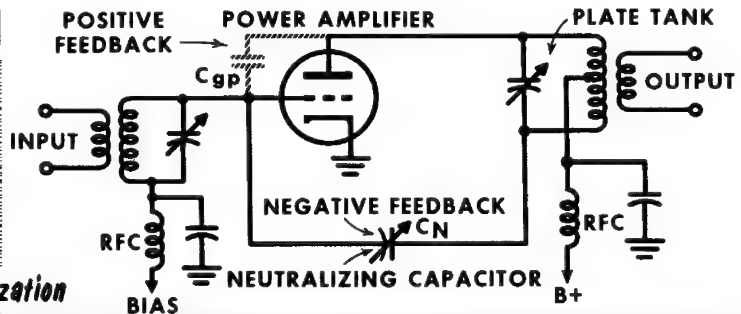 POSITIVE
FEEDBACK
POWER AMPLIFIER
PLATE TANK
Cgp
INPUT
OUTPUT
NEGATIVE FEEDBACK
CN
RFC
NEUTRALIZING CAPACITOR
RFC
BIAS
B+
zation